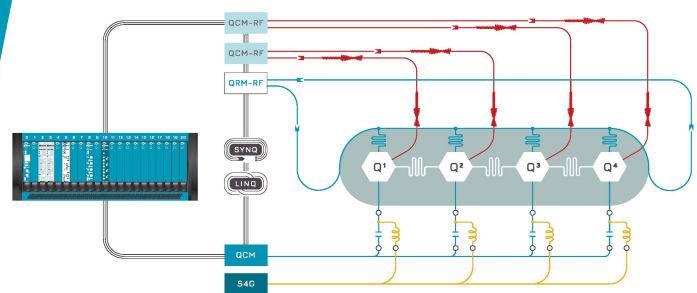 QCM-RF
QCM-RF
QRM-RF
SYNQ
LINQ
Q1
Q2
Q3
Q4
QCM
S4G